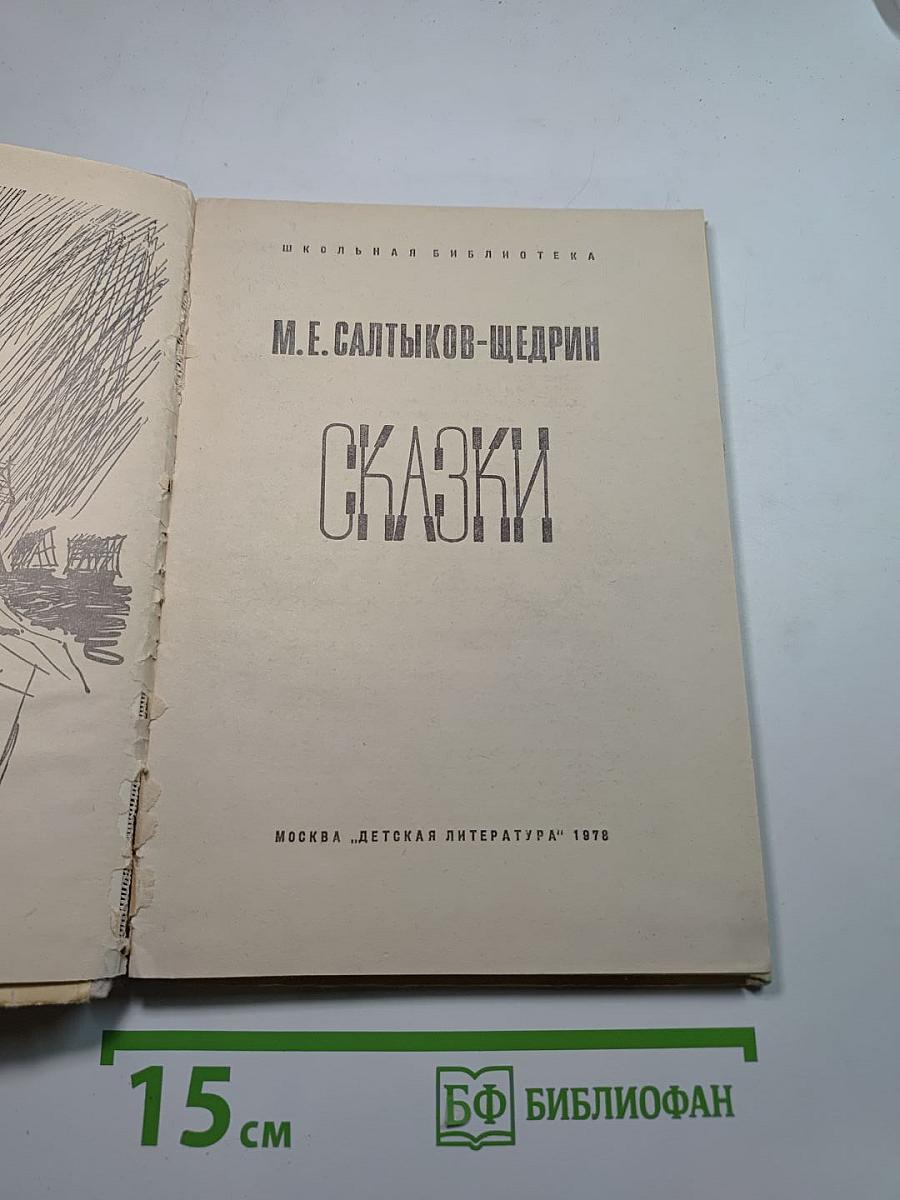 ШКОЛЬНАЯ БИБЛИОТЕКА
М.Е.САЛТЫКОВ-ЩЕДРИН
СКАЗКИ
МОСКВА „ДЕТСКАЯ ЛИТЕРАТУРА“ 1978
15 см
БФ БИБЛИОФАН